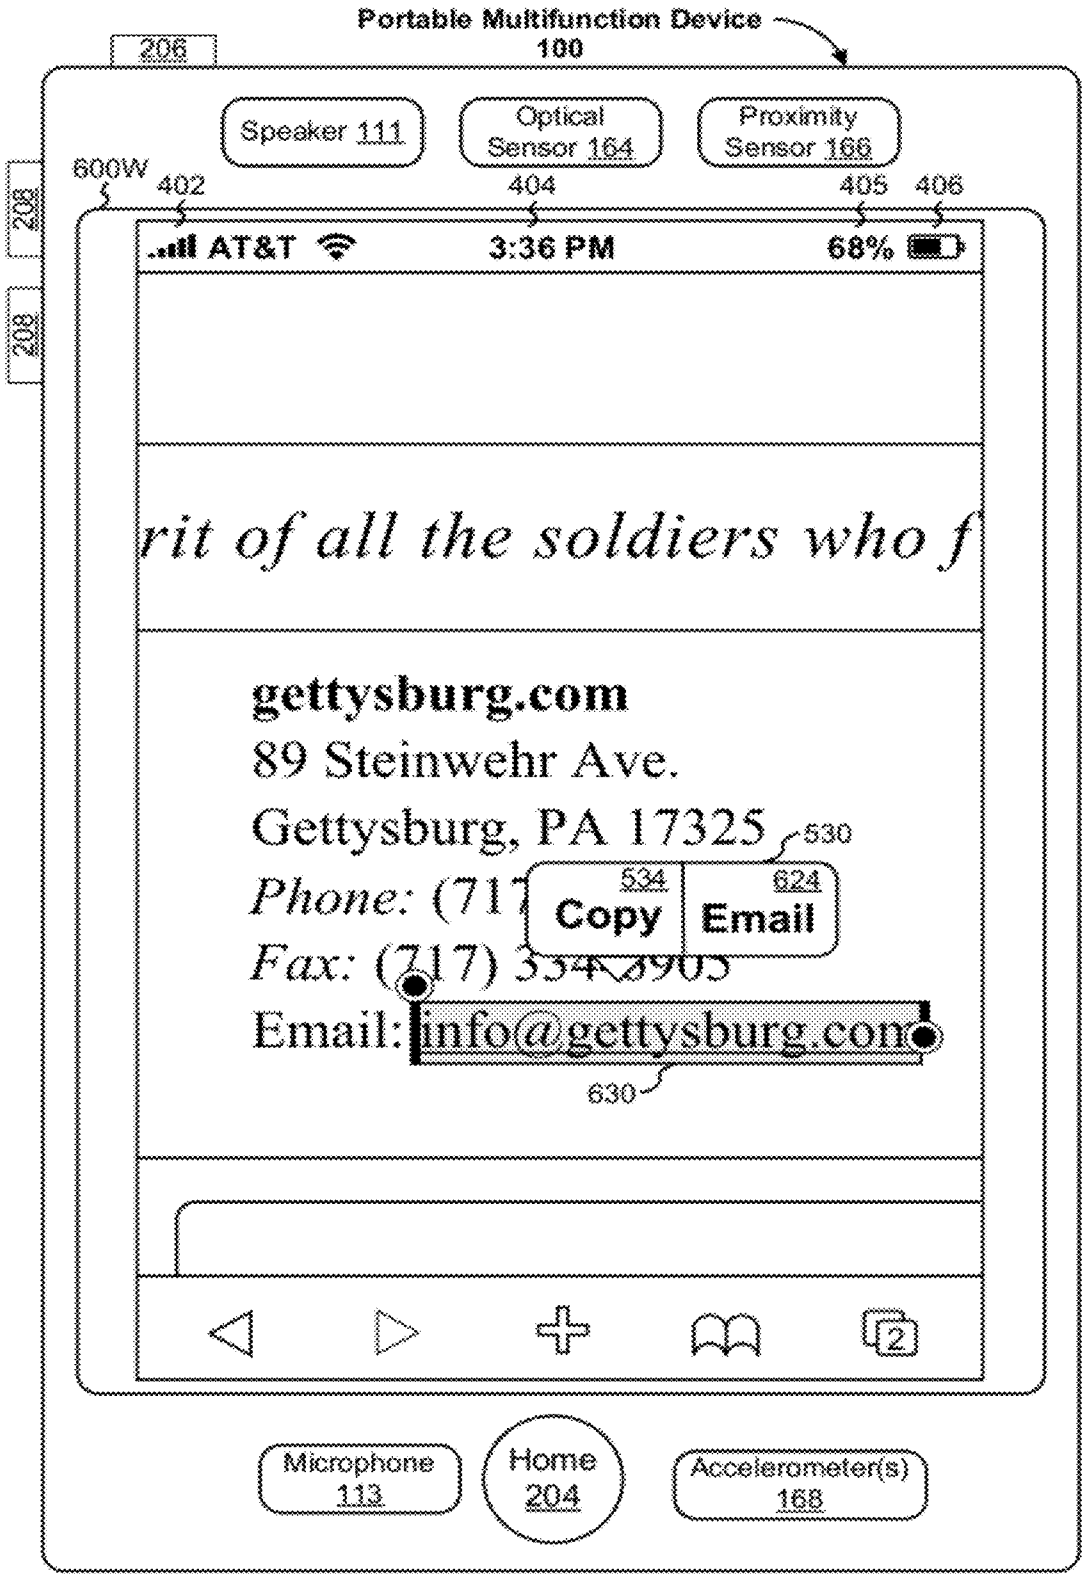 Portable Multifunction Device
100
206
Speaker 111
Optical
Sensor 164
Proximity
Sensor 166
600W
402
404
405
406
208
208
AT&T 3:36 PM 68%
rit of all the soldiers who f
gettysburg.com
89 Steinwehr Ave.
Gettysburg, PA 17325
530
Phone: (717
534
Copy
624
Email
Fax: (717) 334 8905
Email: info@gettysburg.com
630
2
Microphone
113
Home
204
Accelerometer(s)
168